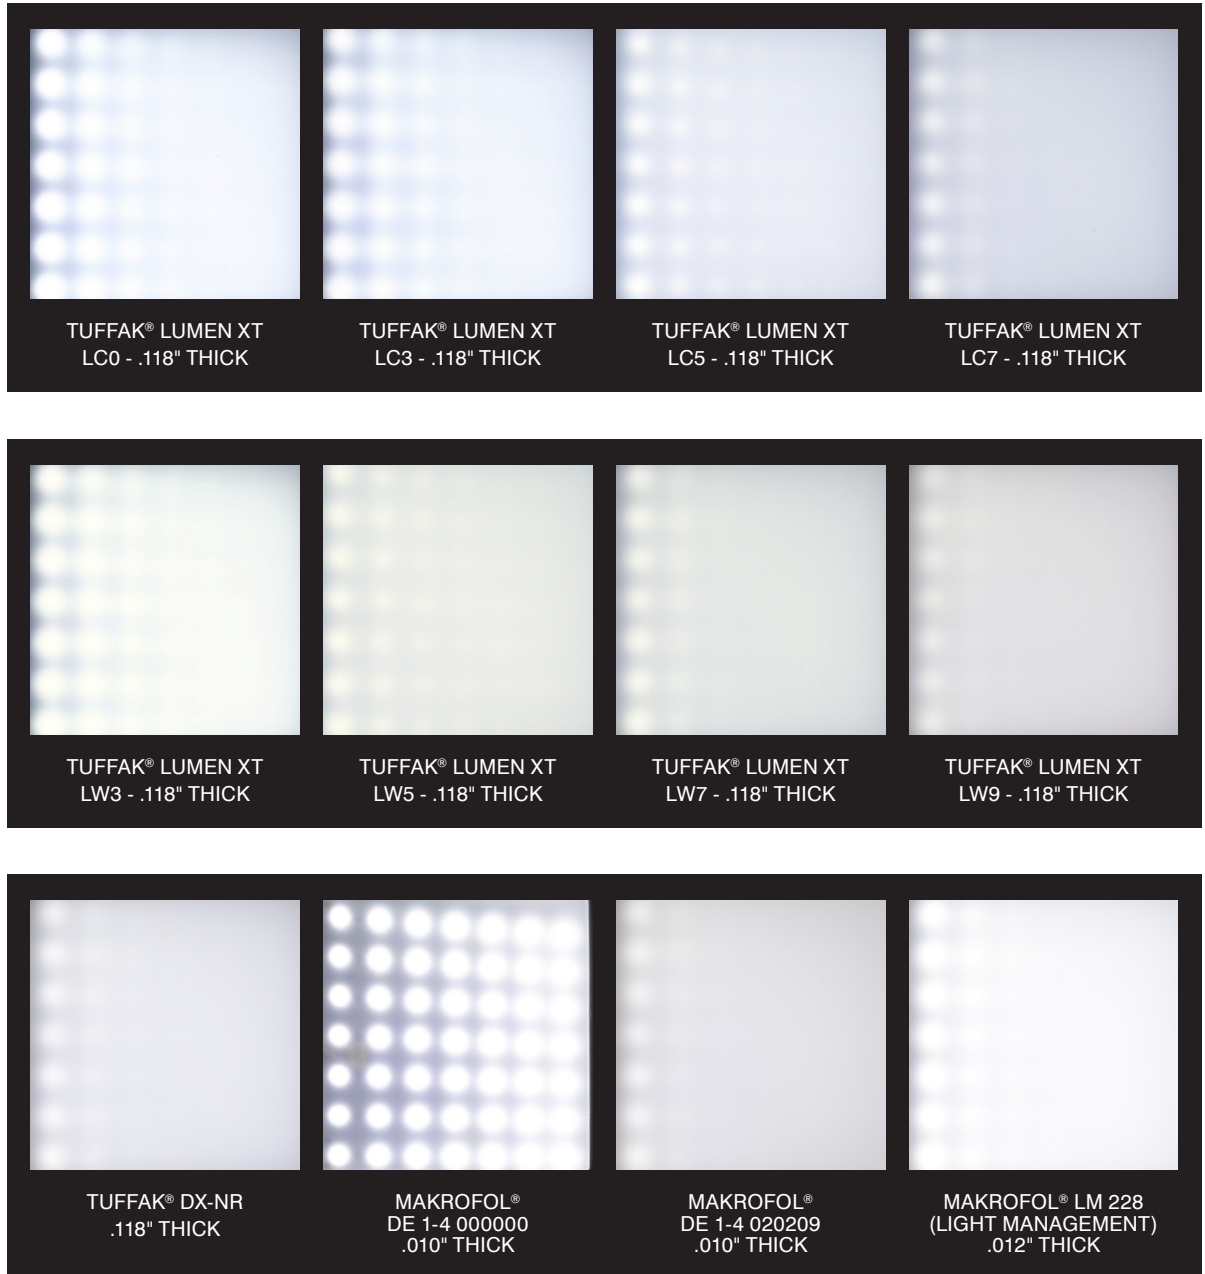 TUFFAK® LUMEN XT
LC0 - .118" THICK
TUFFAK® LUMEN XT
LC3 - .118" THICK
TUFFAK® LUMEN XT
LC5 - .118" THICK
TUFFAK® LUMEN XT
LC7 - .118" THICK
TUFFAK® LUMEN XT
LW3 - .118" THICK
TUFFAK® LUMEN XT
LW5 - .118" THICK
TUFFAK® LUMEN XT
LW7 - .118" THICK
TUFFAK® LUMEN XT
LW9 - .118" THICK
TUFFAK® DX-NR
.118" THICK
MAKROFOL®
DE 1-4 000000
.010" THICK
MAKROFOL®
DE 1-4 020209
.010" THICK
MAKROFOL® LM 228
(LIGHT MANAGEMENT)
.012" THICK